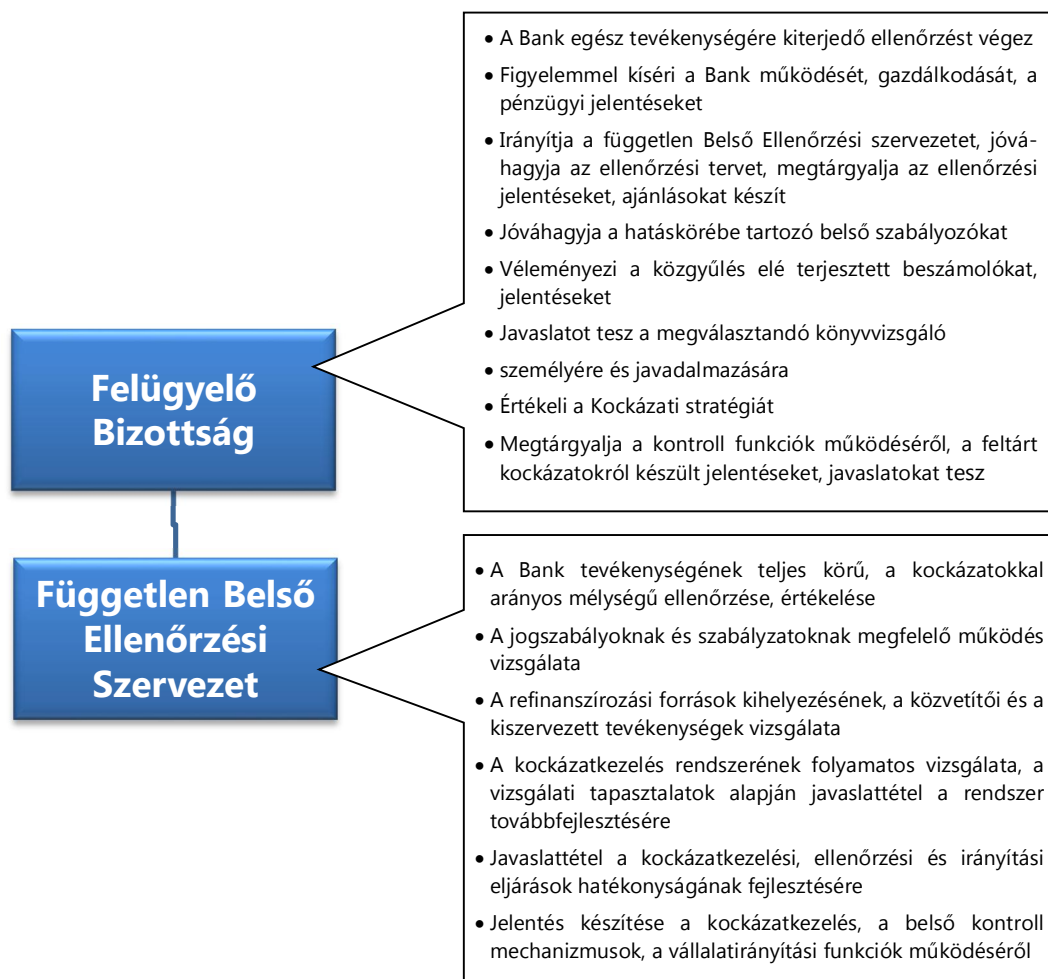 • A Bank egész tevékenységére kiterjedő ellenőrzést végez
• Figyelemmel kíséri a Bank működését, gazdálkodását, a
pénzügyi jelentéseket
• Irányítja a független Belső Ellenőrzési szervezetet, jóvá-
hagyja az ellenőrzési tervet, megtárgyalja az ellenőrzési
jelentéseket, ajánlásokat készít
• Jóváhagyja a hatáskörébe tartozó belső szabályozókat
• Véleményezi a közgyűlés elé terjesztett beszámolókat,
jelentéseket
• Javaslatot tesz a megválasztandó könyvvizsgáló
• személyére és javadalmazására
• Értékeli a Kockázati stratégiát
• Megtárgyalja a kontroll funkciók működéséről, a feltárt
kockázatokról készült jelentéseket, javaslatokat tesz
Felügyelő
Bizottság
Független Belső
Ellenőrzési
Szervezet
• A Bank tevékenységének teljes körű, a kockázatokkal
arányos mélységű ellenőrzése, értékelése
• A jogszabályoknak és szabályzatoknak megfelelő működés
vizsgálata
• A refinanszírozási források kihelyezésének, a közvetítői és a
kiszervezett tevékenységek vizsgálata
• A kockázatkezelés rendszerének folyamatos vizsgálata, a
vizsgálati tapasztalatok alapján javaslattétel a rendszer
továbbfejlesztésére
• Javaslattétel a kockázatkezelési, ellenőrzési és irányítási
eljárások hatékonyságának fejlesztésére
• Jelentés készítése a kockázatkezelés, a belső kontroll
mechanizmusok, a vállalatirányítási funkciók működéséről